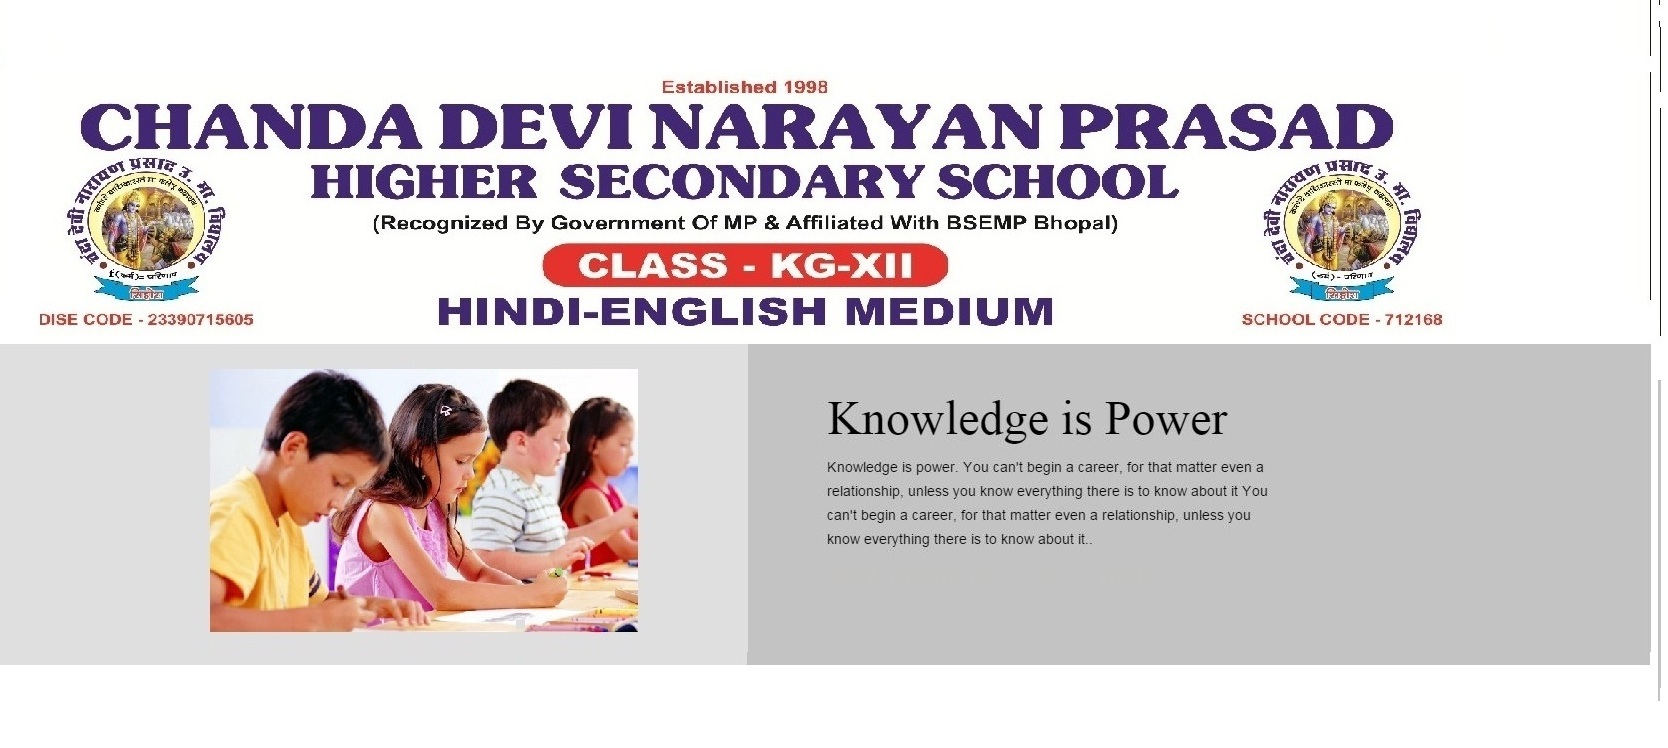 Established 1998
CHANDA DEVI NARAYAN PRASAD
HIGHER SECONDARY SCHOOL
(Recognized By Government Of MP & Affiliated With BSEMP Bhopal)
CLASS - KG-XII
HINDI-ENGLISH MEDIUM
चंदा देवी नारायण प्रसाद उ. मा. विद्यालय
सिहोरा
DISE CODE - 23390715605
चंदा देवी नारायण प्रसाद उ. मा. विद्यालय
(कर्म) = परिणाम
सिहोरा
SCHOOL CODE - 712168
Knowledge is Power
Knowledge is power. You can't begin a career, for that matter even a
relationship, unless you know everything there is to know about it You
can't begin a career, for that matter even a relationship, unless you
know everything there is to know about it..